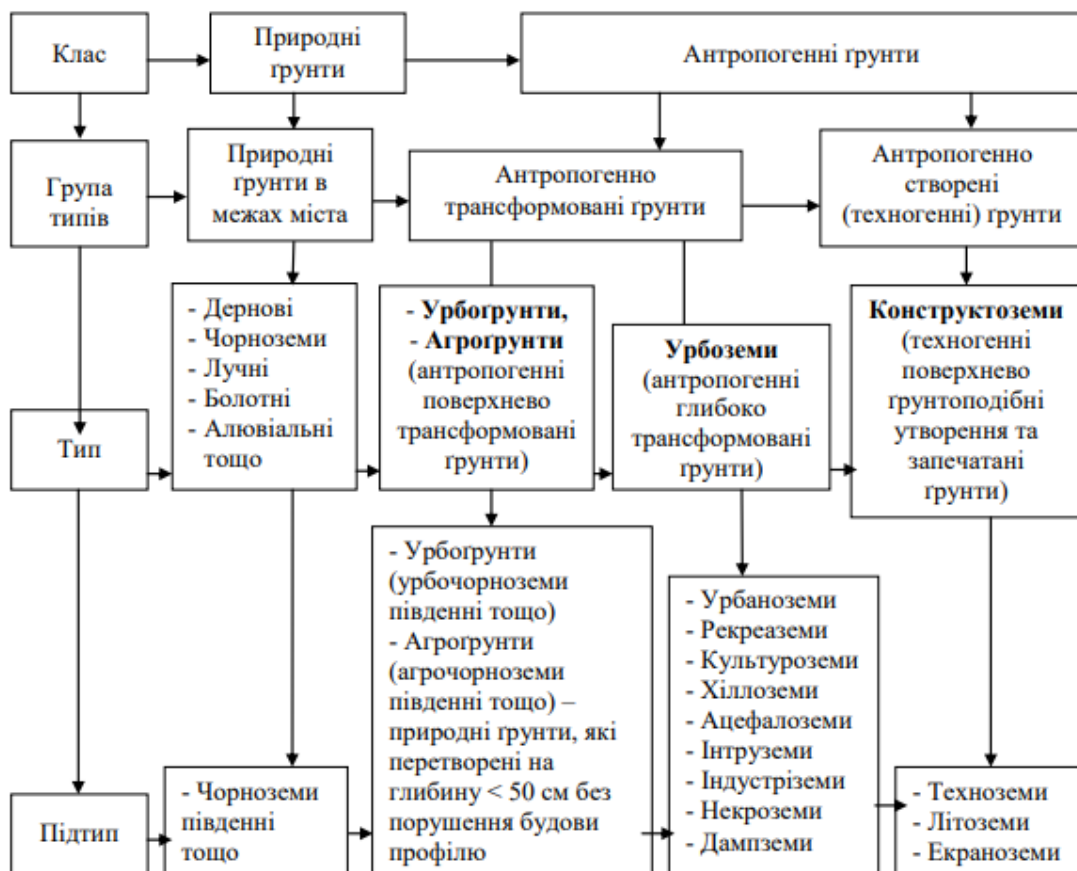 Клас
Природні
ґрунти
Антропогенні ґрунти
Група
типів
Природні
ґрунти в
межах міста
Антропогенно
трансформовані ґрунти
Антропогенно
створені
(техногенні) ґрунти
Тип
- Дернові
- Чорноземи
- Лучні
- Болотні
- Алювіальні
тощо
- Урбоґрунти,
- Агроґрунти
(антропогенні
поверхнево
трансформовані
ґрунти)
Урбоземи
(антропогенні
глибоко
трансформовані
ґрунти)
Конструктоземи
(техногенні
поверхнево
ґрунтоподібні
утворення та
запечатані
ґрунти)
Підтип
- Чорноземи
південні
тощо
- Урбоґрунти
(урбочорноземи
південні тощо)
- Агроґрунти
(агрочорноземи
південні тощо) –
природні ґрунти, які
перетворені на
глибину < 50 см без
порушення будови
профілю
- Урбаноземи
- Рекреаземи
- Культуроземи
- Хіллоземи
- Ацефалоземи
- Інтруземи
- Індустріземи
- Некроземи
- Дампземи
- Техноземи
- Літоземи
- Екраноземи